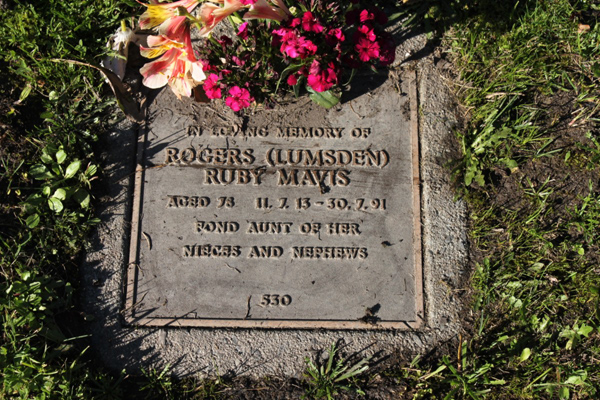 IN LOVING MEMORY OF
ROGERS (LUMSDEN)
RUBY MAVIS
AGED 78 11.7.13-30.7.91
FOND AUNT OF HER
NIECES AND NEPHEWS
530